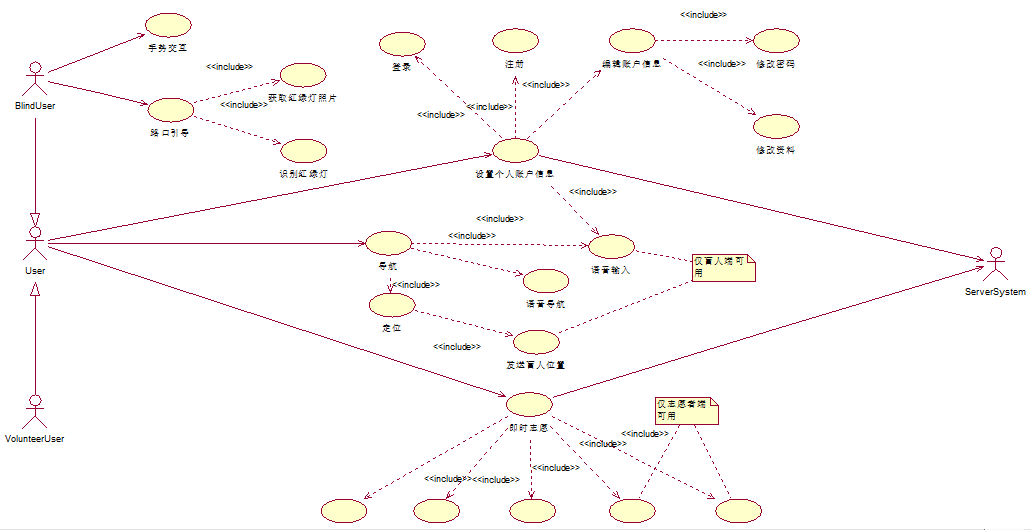 <<include>>
手势交互
登录
注册
编辑账户信息
<<include>>
修改密码
<<include>>
BlindUser
<<include>>
获取红绿灯照片
<<include>>
<<include>>
<<include>>
路口引导
修改资料
识别红绿灯
设置个人账户信息
<<include>>
<<include>>
<<include>>
User
导航
语音输入
仅盲人端可
用
<<include>>
语音导航
ServerSystem
定位
<<include>>
发送盲人位置
仅志愿者端
可用
即时志愿
<<include>>
<<include>>
VolunteerUser
<<include>>
<<include>>
<<include>>